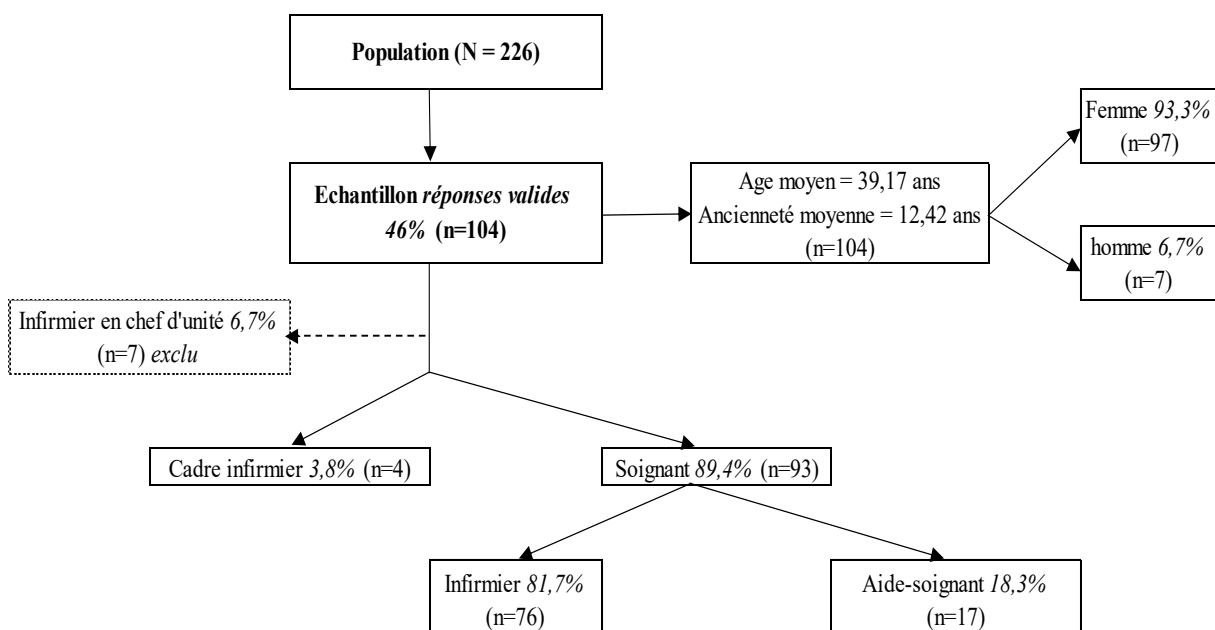 Population (N = 226)
Femme 93,3%
(n=97)
Echantillon réponses valides
46% (n=104)
Age moyen = 39,17 ans
Ancienneté moyenne = 12,42 ans
(n=104)
homme 6,7%
(n=7)
Infirmier en chef d'unité 6,7%
(n=7) exclu
Cadre infirmier 3,8% (n=4)
Soignant 89,4% (n=93)
Infirmier 81,7%
(n=76)
Aide-soignant 18,3%
(n=17)